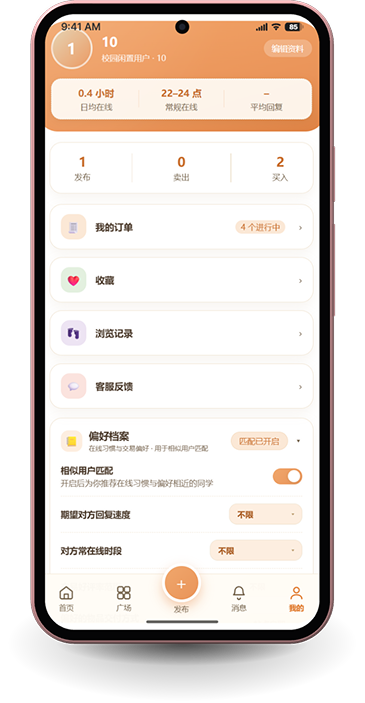 9:41 AM
85
1
10
校园闲置用户 · 10
编辑资料
0.4 小时
22–24 点
–
日均在线
常规在线
平均回复
1
0
2
发布
卖出
买入
我的订单
4 个进行中
收藏
浏览记录
客服反馈
偏好档案
在线习惯与交易偏好 · 用于相似用户匹配
匹配已开启
相似用户匹配
开启后为你推荐在线习惯与偏好相近的同学
期望对方回复速度
不限
对方常在线时段
不限
首页
广场
发布
消息
我的